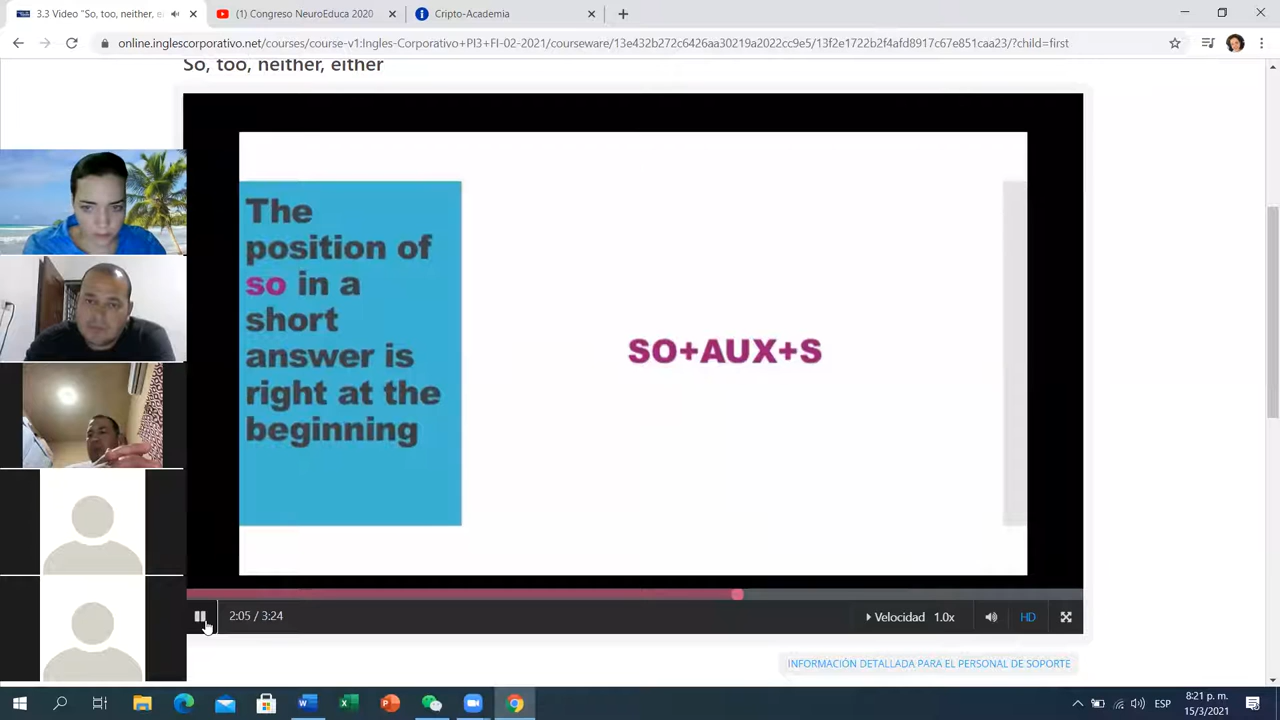 3.3 Video "So, too, neither, e
(1) Congreso NeuroEduca 2020
Cripto-Academia
online.inglescorporativo.net/courses/course-v1:Ingles-Corporativo+PI3+FI-02-2021/courseware/13e432b272c6426aa30219a2022cc9e5/13f2e1722b2f4afd8917c67e851caa23/?child=first
So, too, neither, either
The
position of
so in a
short
answer is
right at the
beginning
SO+AUX+S
2:05 / 3:24
Velocidad 1.0x
HD
INFORMACIÓN DETALLADA PARA EL PERSONAL DE SOPORTE
ESP
8:21 p. m.
15/3/2021